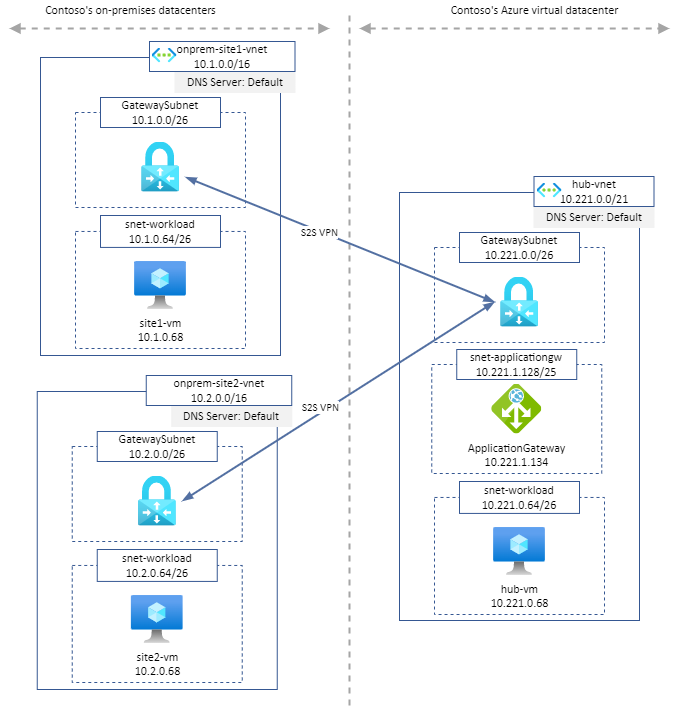 Contoso's on-premises datacenters
Contoso's Azure virtual datacenter
onprem-site1-vnet
10.1.0.0/16
DNS Server: Default
GatewaySubnet
10.1.0.0/26
snet-workload
10.1.0.64/26
site1-vm
10.1.0.68
S2S VPN
onprem-site2-vnet
10.2.0.0/16
DNS Server: Default
GatewaySubnet
10.2.0.0/26
snet-workload
10.2.0.64/26
site2-vm
10.2.0.68
S2S VPN
hub-vnet
10.221.0.0/21
DNS Server: Default
GatewaySubnet
10.221.0.0/26
snet-applicationgw
10.221.1.128/25
ApplicationGateway
10.221.1.134
snet-workload
10.221.0.64/26
hub-vm
10.221.0.68